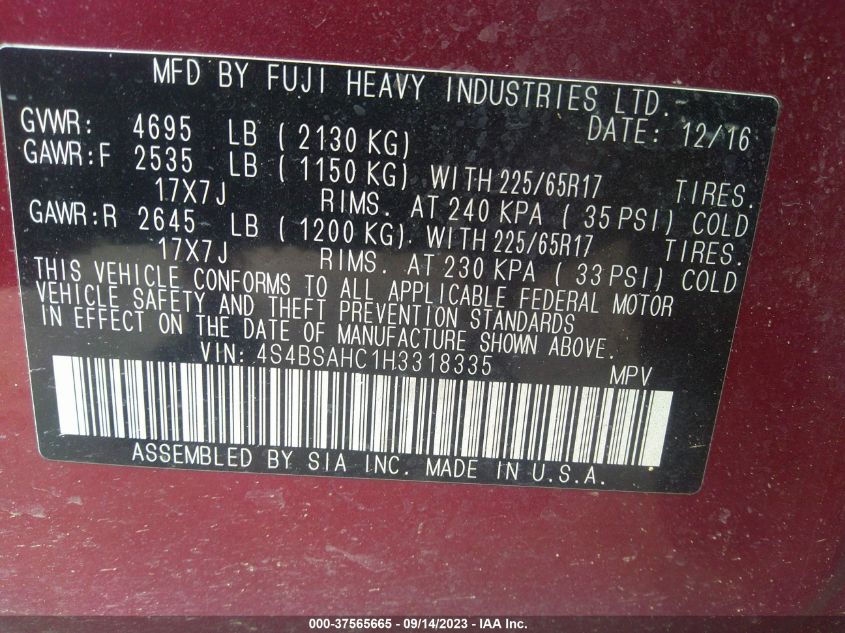 MFD BY FUJI HEAVY INDUSTRIES LTD.
DATE: 12/16
GVWR: 4695 LB ( 2130 KG)
GAWR:F 2535 LB ( 1150 KG) WITH 225/65R17 TIRES.
17X7J RIMS. AT 240 KPA ( 35 PSI) COLD
GAWR:R 2645 LB ( 1200 KG). WITH 225/65R17 TIRES.
17X7J RIMS. AT 230 KPA ( 33 PSI) COLD
THIS VEHICLE CONFORMS TO ALL APPLICABLE FEDERAL MOTOR
VEHICLE SAFETY AND THEFT PREVENTION STANDARDS
IN EFFECT ON THE DATE OF MANUFACTURE SHOWN ABOVE.
VIN: 4S4BSAHC1H3318335 MPV
ASSEMBLED BY SIA INC. MADE IN U.S.A.
000-37565665 - 09/14/2023 - IAA Inc.